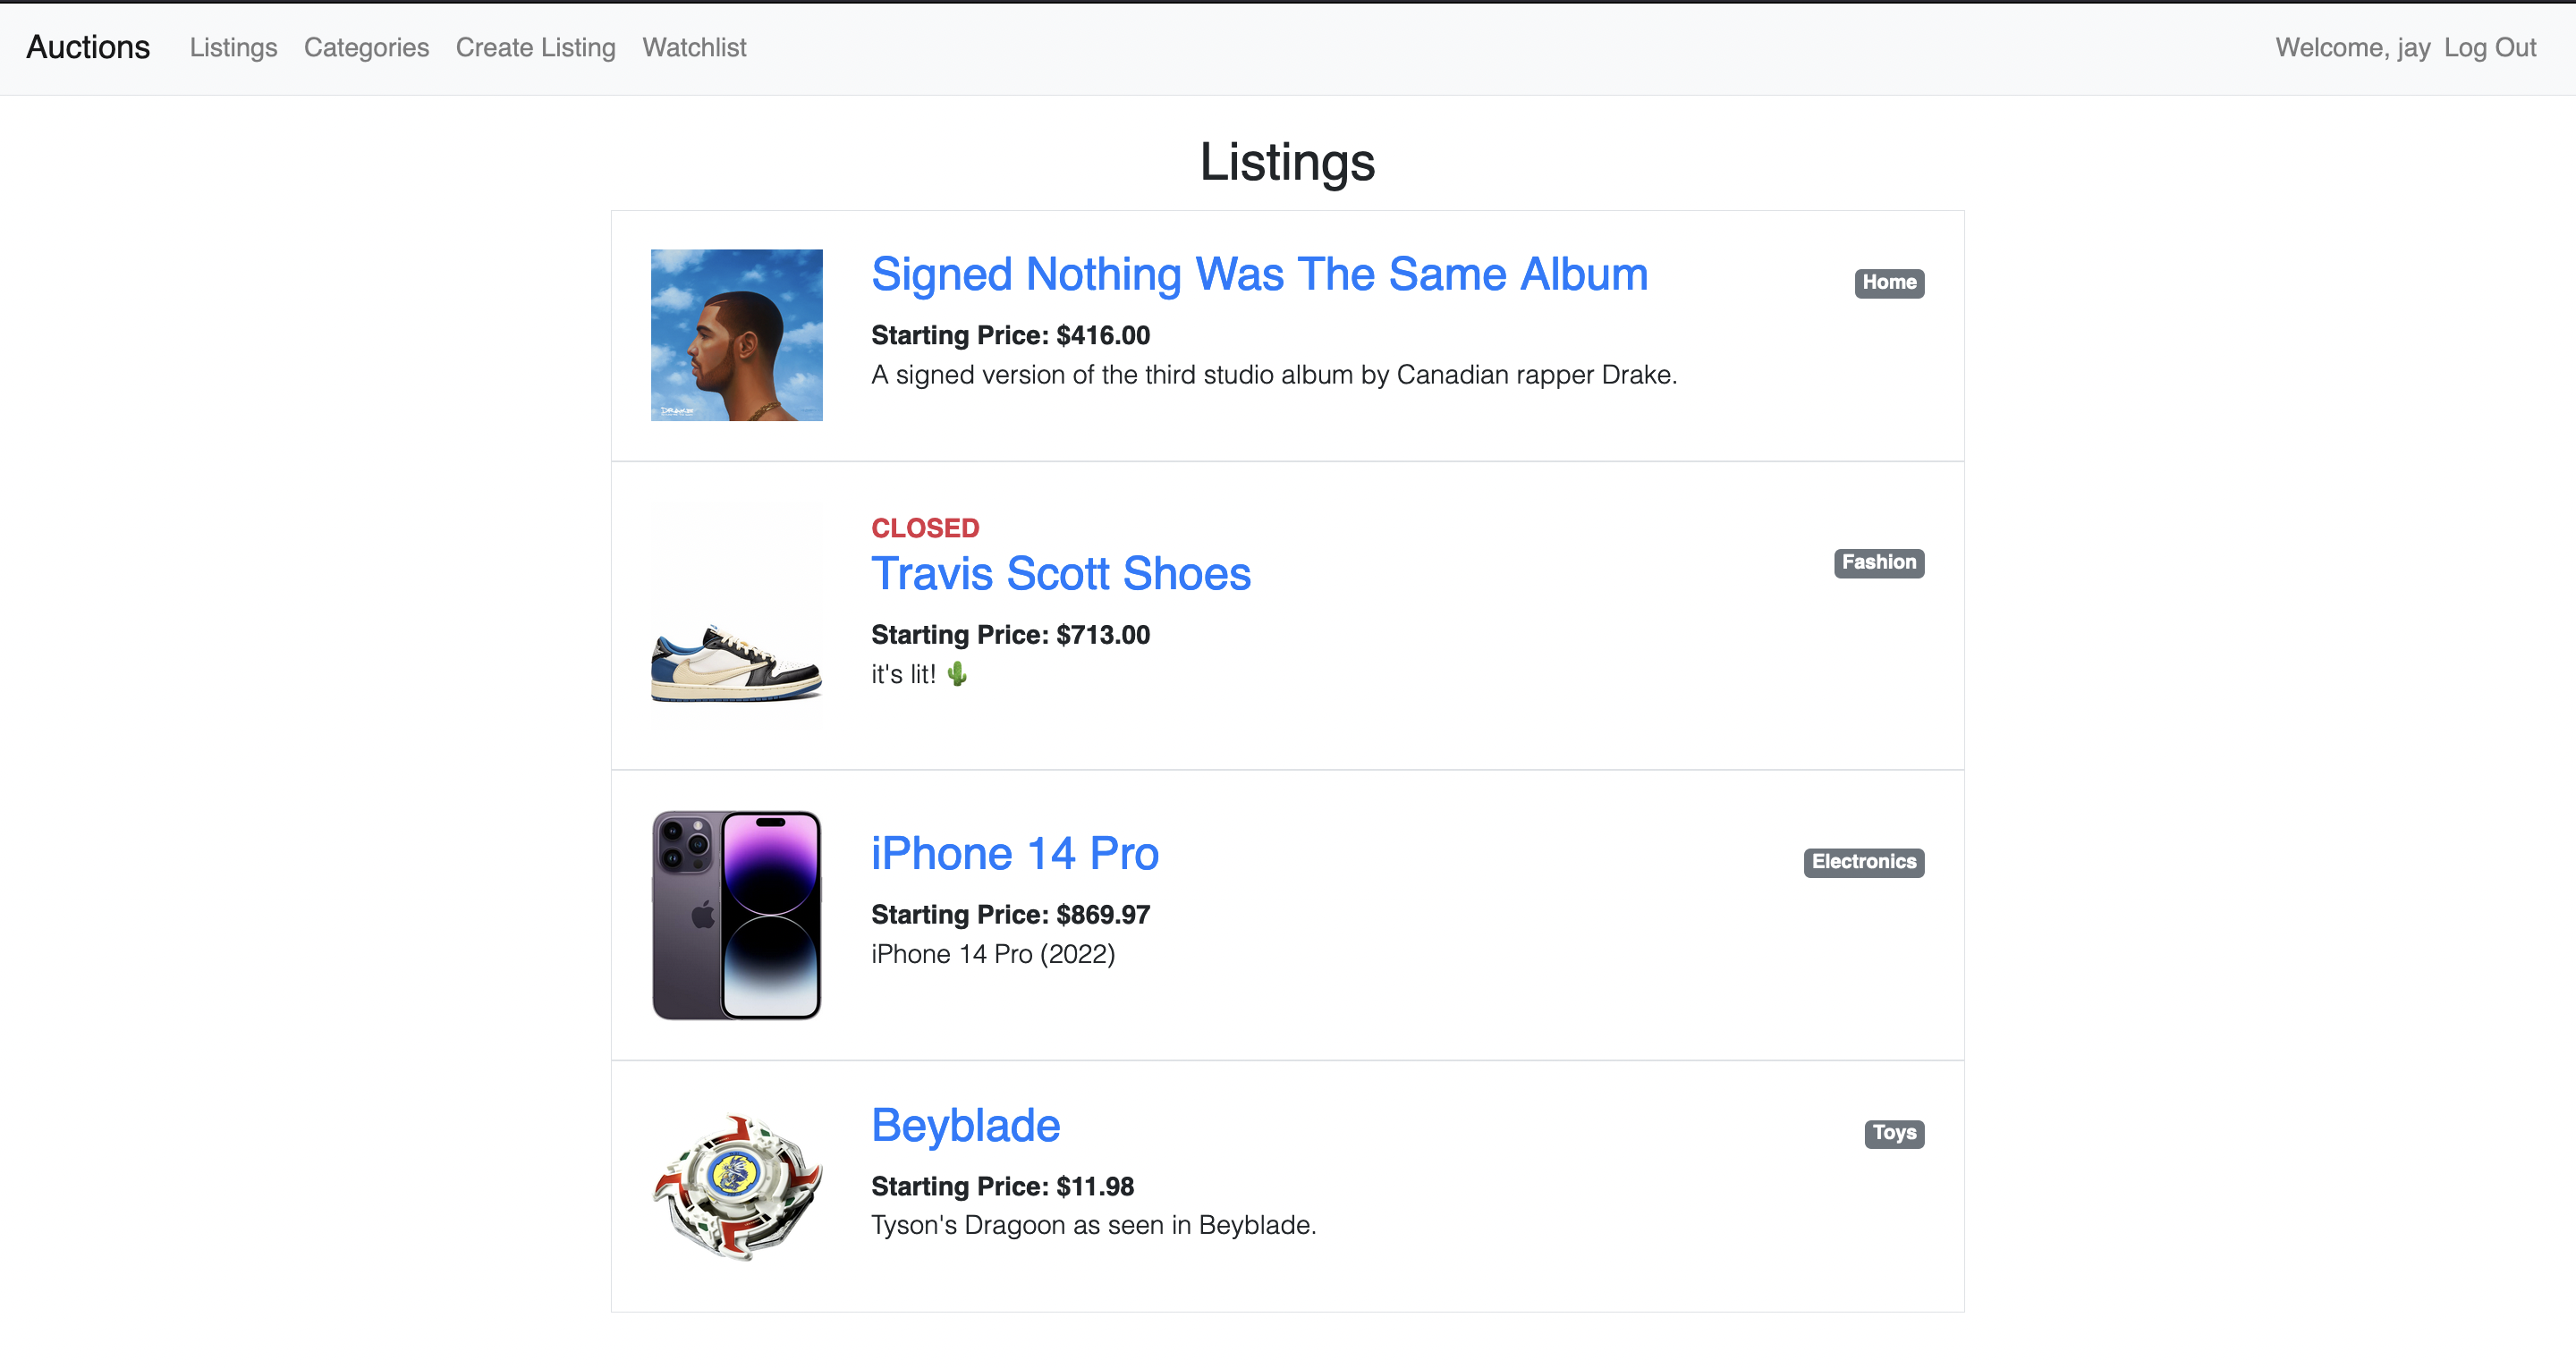 Auctions Listings Categories Create Listing Watchlist Welcome, jay Log Out
Listings
Signed Nothing Was The Same Album
Home
Starting Price: $416.00
A signed version of the third studio album by Canadian rapper Drake.
CLOSED
Travis Scott Shoes
Fashion
Starting Price: $713.00
it's lit! 🌵
iPhone 14 Pro
Electronics
Starting Price: $869.97
iPhone 14 Pro (2022)
Beyblade
Toys
Starting Price: $11.98
Tyson's Dragoon as seen in Beyblade.